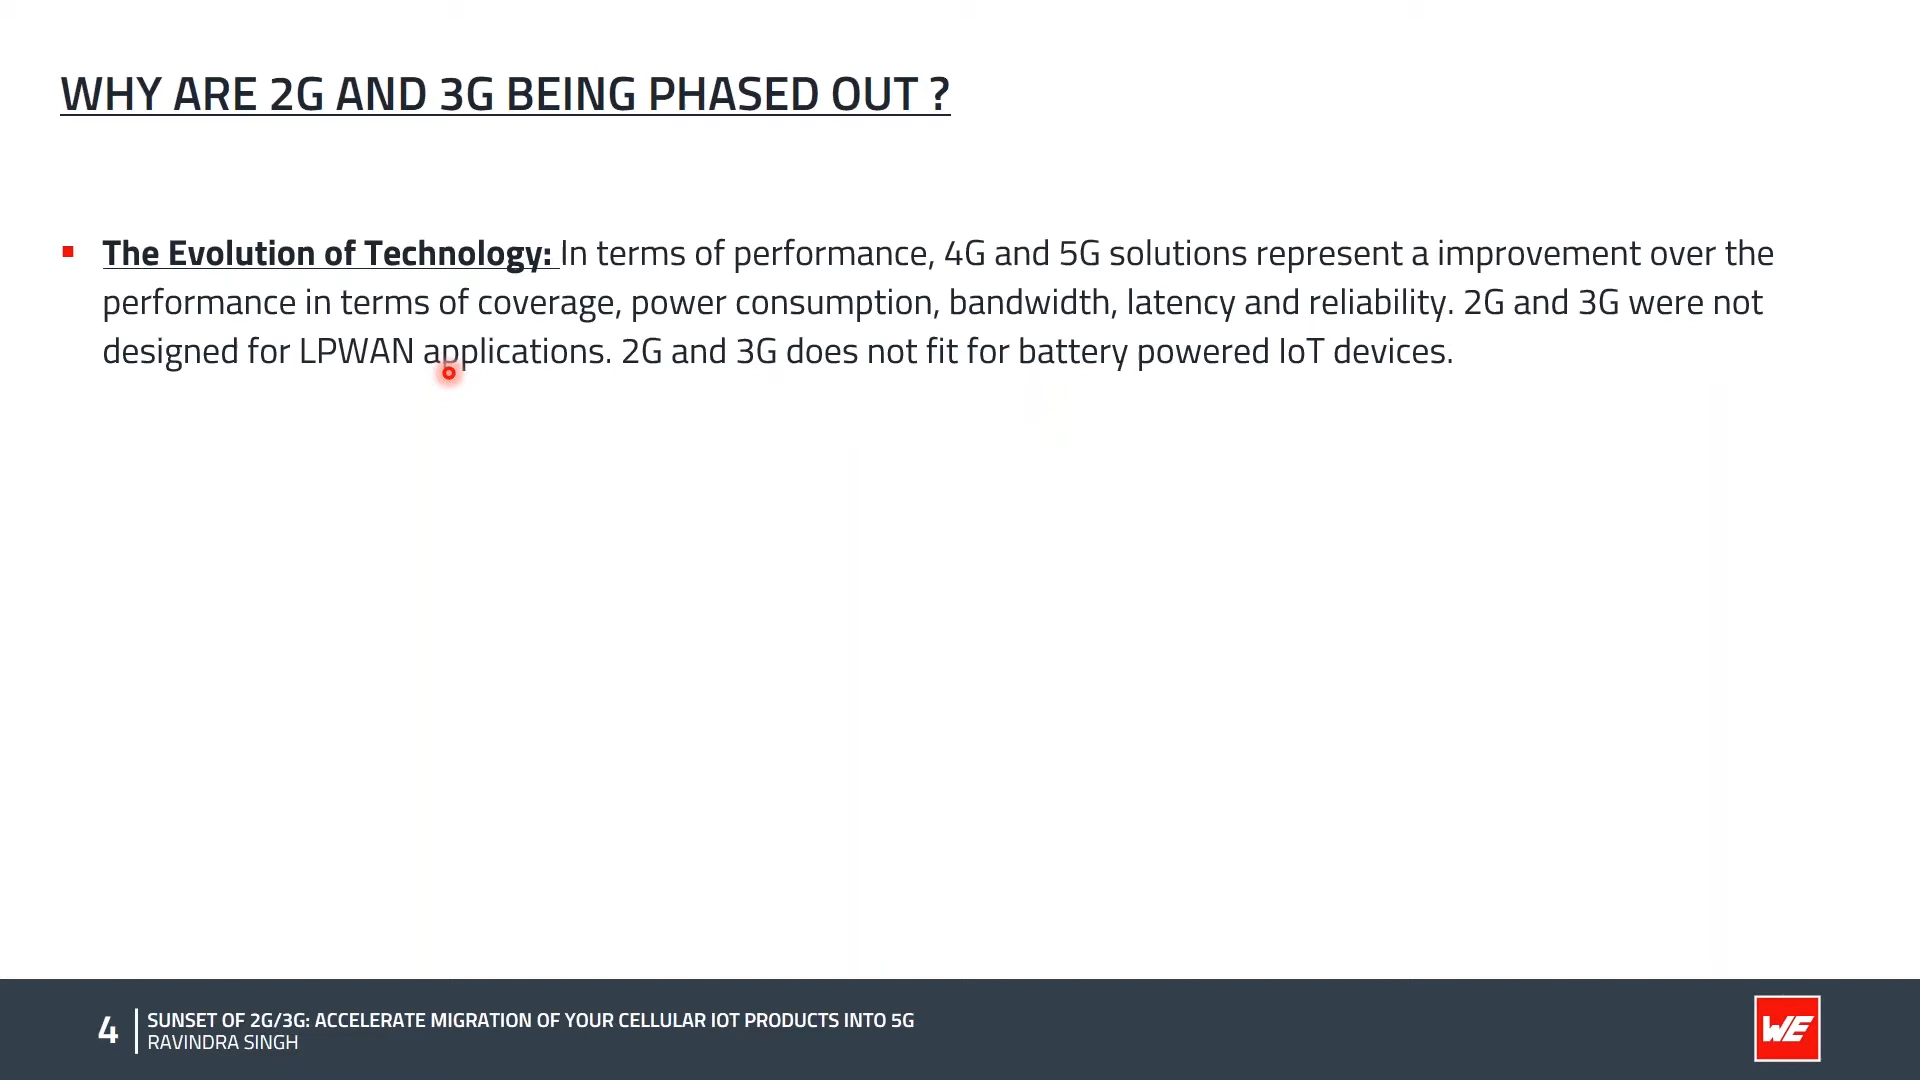 WHY ARE 2G AND 3G BEING PHASED OUT ?
The Evolution of Technology: In terms of performance, 4G and 5G solutions represent a improvement over the
performance in terms of coverage, power consumption, bandwidth, latency and reliability. 2G and 3G were not
designed for LPWAN applications. 2G and 3G does not fit for battery powered IoT devices.
4
SUNSET OF 2G/3G: ACCELERATE MIGRATION OF YOUR CELLULAR IOT PRODUCTS INTO 5G
RAVINDRA SINGH
WE